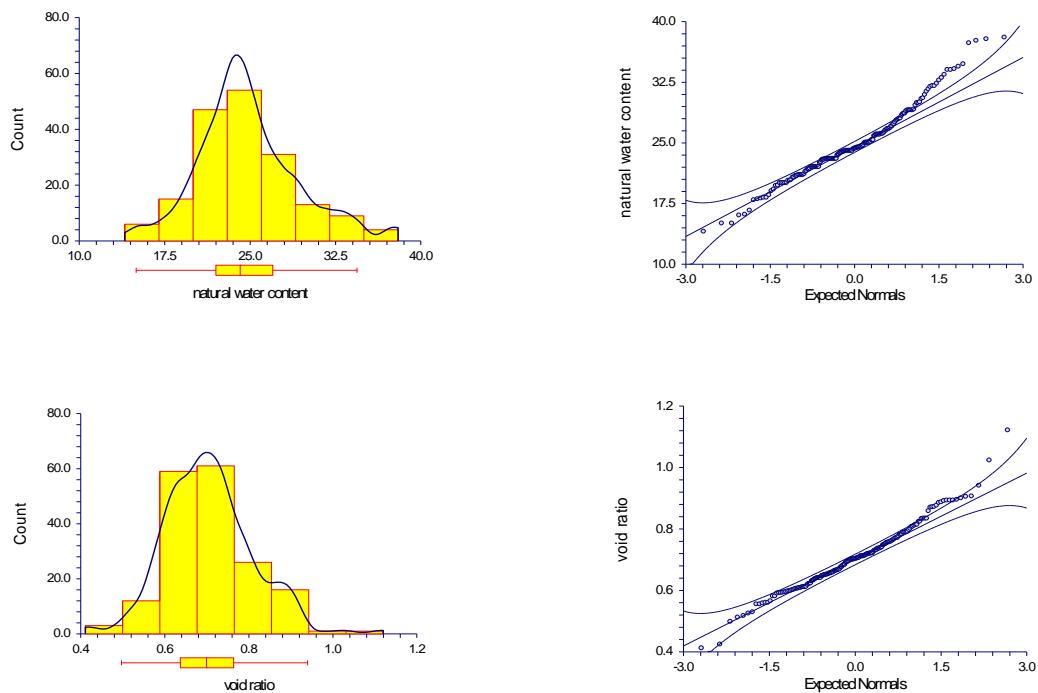 80.0
60.0
40.0
20.0
0.0
Count
10.0 17.5 25.0 32.5 40.0
natural water content
40.0
32.5
25.0
17.5
10.0
natural water content
-3.0 -1.5 0.0 1.5 3.0
Expected Normals
80.0
60.0
40.0
20.0
0.0
Count
0.4 0.6 0.8 1.0 1.2
void ratio
1.2
1.0
0.8
0.6
0.4
void ratio
-3.0 -1.5 0.0 1.5 3.0
Expected Normals